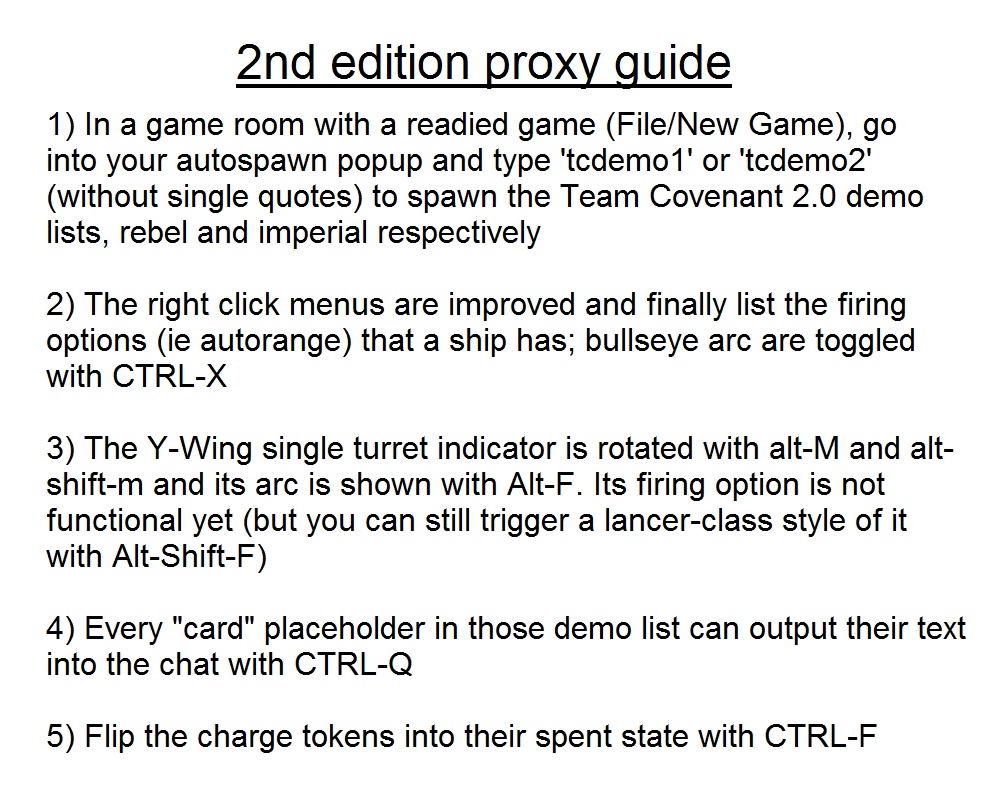 2nd edition proxy guide
1) In a game room with a readied game (File/New Game), go
into your autospawn popup and type 'tcdemo1' or 'tcdemo2'
(without single quotes) to spawn the Team Covenant 2.0 demo
lists, rebel and imperial respectively
2) The right click menus are improved and finally list the firing
options (ie autorange) that a ship has; bullseye arc are toggled
with CTRL-X
3) The Y-Wing single turret indicator is rotated with alt-M and alt-
shift-m and its arc is shown with Alt-F. Its firing option is not
functional yet (but you can still trigger a lancer-class style of it
with Alt-Shift-F)
4) Every "card" placeholder in those demo list can output their text
into the chat with CTRL-Q
5) Flip the charge tokens into their spent state with CTRL-F